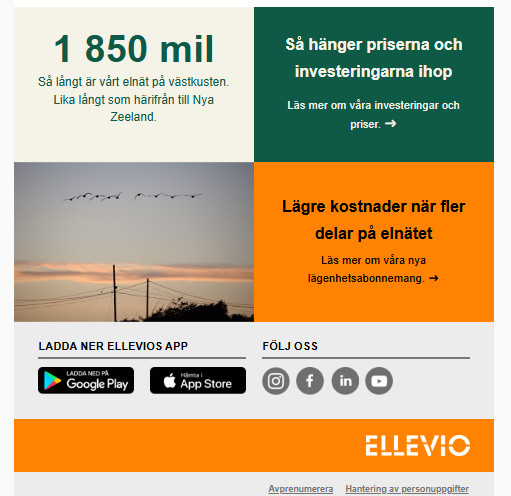 1 850 mil
Så långt är vårt elnät på västkusten.
Lika långt som härifrån till Nya
Zeeland.
Så hänger priserna och
investeringarna ihop
Läs mer om våra investeringar och
priser. ➔
Lägre kostnader när fler
delar på elnätet
Läs mer om våra nya
lägenhetsabonnemang. ➔
LADDA NER ELLEVIOS APP
LADDA NED PÅ
Google Play
Hämta i
App Store
FÖLJ OSS
ELLEVIO
Avprenumerera
Hantering av personuppgifter